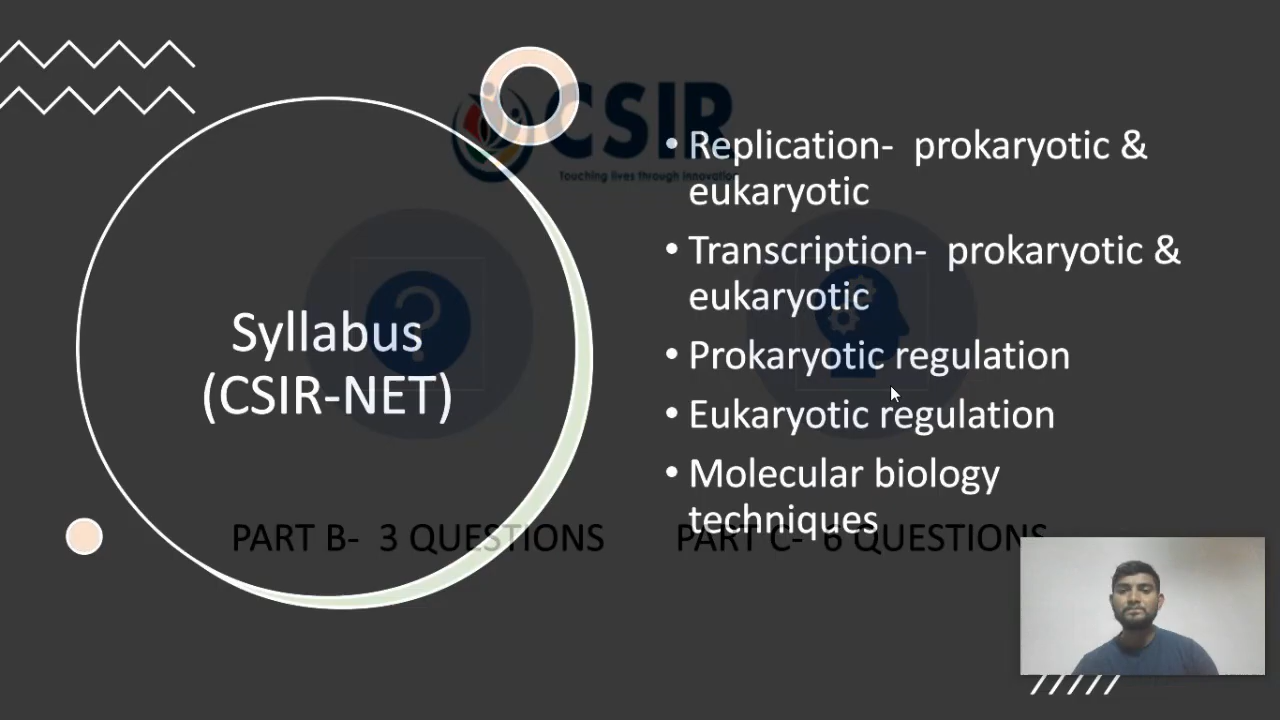 CSIR
Touching lives through innovation
• Replication-  prokaryotic &
eukaryotic
• Transcription-  prokaryotic &
eukaryotic
• Prokaryotic regulation
• Eukaryotic regulation
• Molecular biology
techniques
Syllabus
(CSIR-NET)
PART B-  3 QUESTIONS
PART C-  6 QUESTIONS